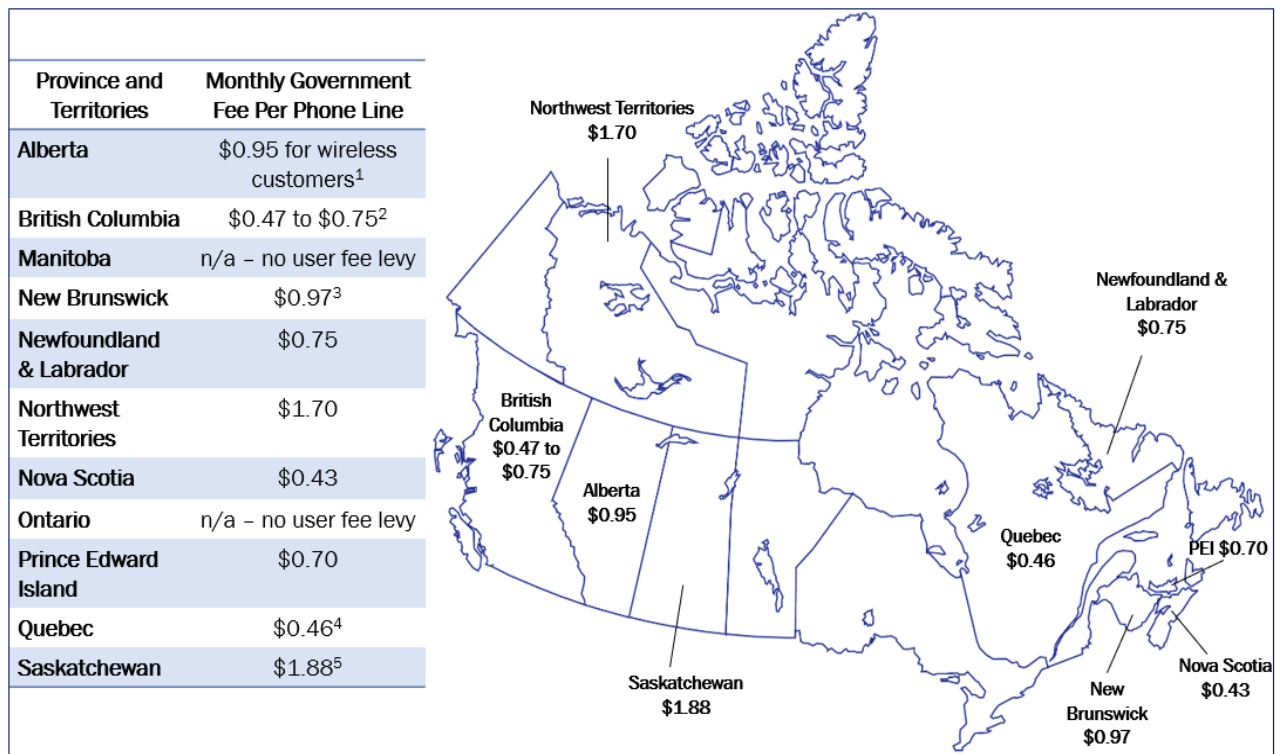 Province and Territories
Monthly Government Fee Per Phone Line
Alberta
$0.95 for wireless
customers¹
British Columbia
$0.47 to $0.75²
Manitoba
n/a – no user fee levy
New Brunswick
$0.97³
Newfoundland
& Labrador
$0.75
Northwest
Territories
$1.70
Nova Scotia
$0.43
Ontario
n/a – no user fee levy
Prince Edward
Island
$0.70
Quebec
$0.46⁴
Saskatchewan
$1.88⁵
Northwest Territories
$1.70
Newfoundland &
Labrador
$0.75
British
Columbia
$0.47 to
$0.75
Alberta
$0.95
Quebec
$0.46
PEI $0.70
Saskatchewan
$1.88
New
Brunswick
$0.97
Nova Scotia
$0.43